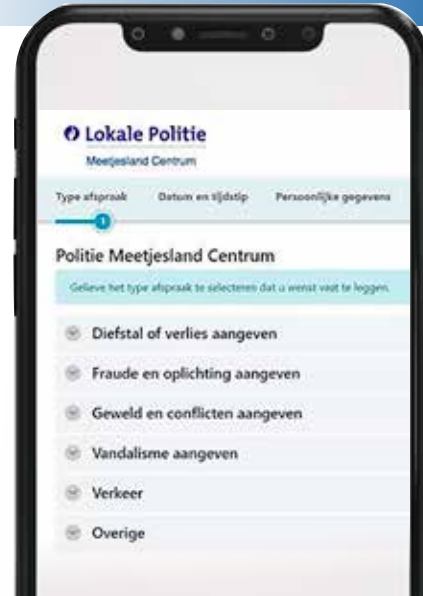 Lokale Politie
Meetjesland Centrum
Type afspraak Datum en tijdstip Persoonlijke gegevens
1
Politie Meetjesland Centrum
Gelieve het type afspraak te selecteren dat u wenst vast te leggen.
Diefstal of verlies aangeven
Fraude en oplichting aangeven
Geweld en conflicten aangeven
Vandalisme aangeven
Verkeer
Overige